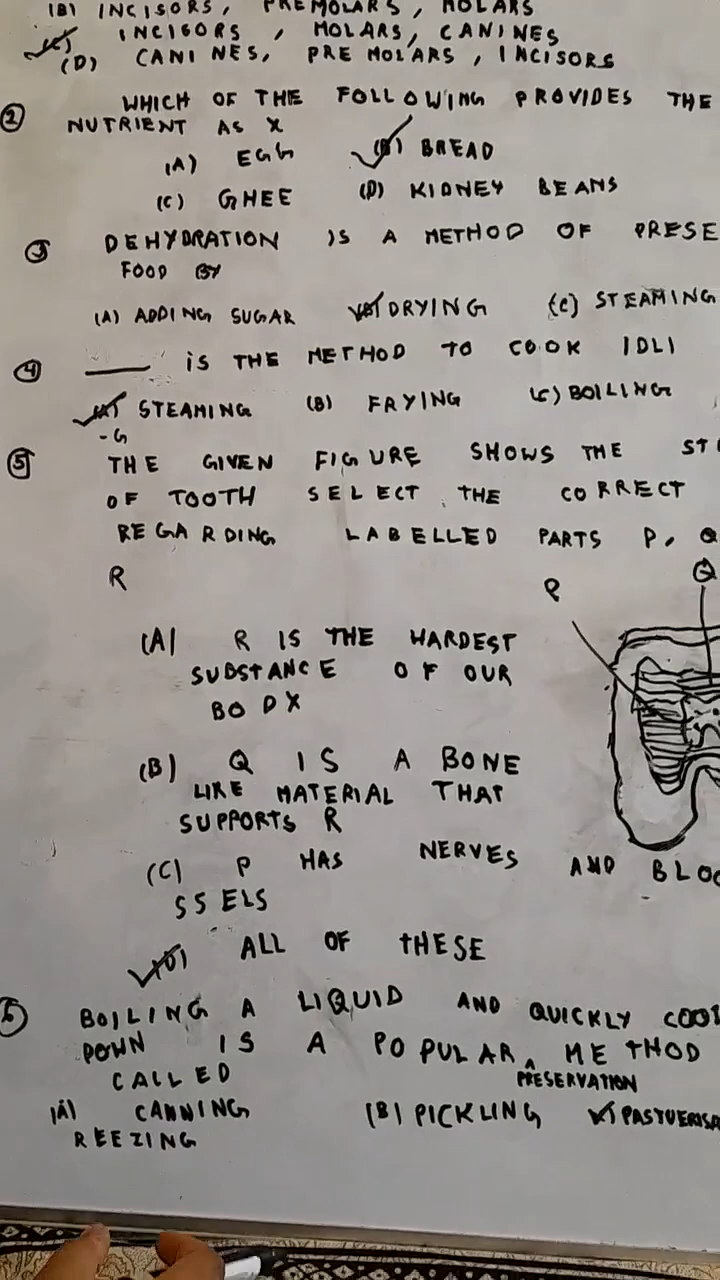 (B) INCISORS, PREMOLARS, MOLARS
(C) INCISORS, MOLARS, CANINES
(D) CANINES, PREMOLARS, INCISORS
2 WHICH OF THE FOLLOWING PROVIDES THE
NUTRIENT AS X
(A) EGG (B) BREAD
(C) GHEE (D) KIDNEY BEANS
3 DEHYDRATION IS A METHOD OF PRESE
FOOD BY
(A) ADDING SUGAR (B) DRYING (C) STEAMING
4 ____ IS THE METHOD TO COOK IDLI
(A) STEAMING (B) FRYING (C) BOILING
-G
5 THE GIVEN FIGURE SHOWS THE ST
OF TOOTH SELECT THE CORRECT
REGARDING LABELLED PARTS P, Q
R
P Q
(A) R IS THE HARDEST
SUBSTANCE OF OUR
BODX
(B) Q IS A BONE
LIKE MATERIAL THAT
SUPPORTS R
(C) P HAS NERVES AND BLOO
SSELS
(D) ALL OF THESE
6 BOILING A LIQUID AND QUICKLY COOL
DOWN IS A POPULAR PRESERVATION METHOD
CALLED
(A) CANNING (B) PICKLING PASTUERISA
REEZING